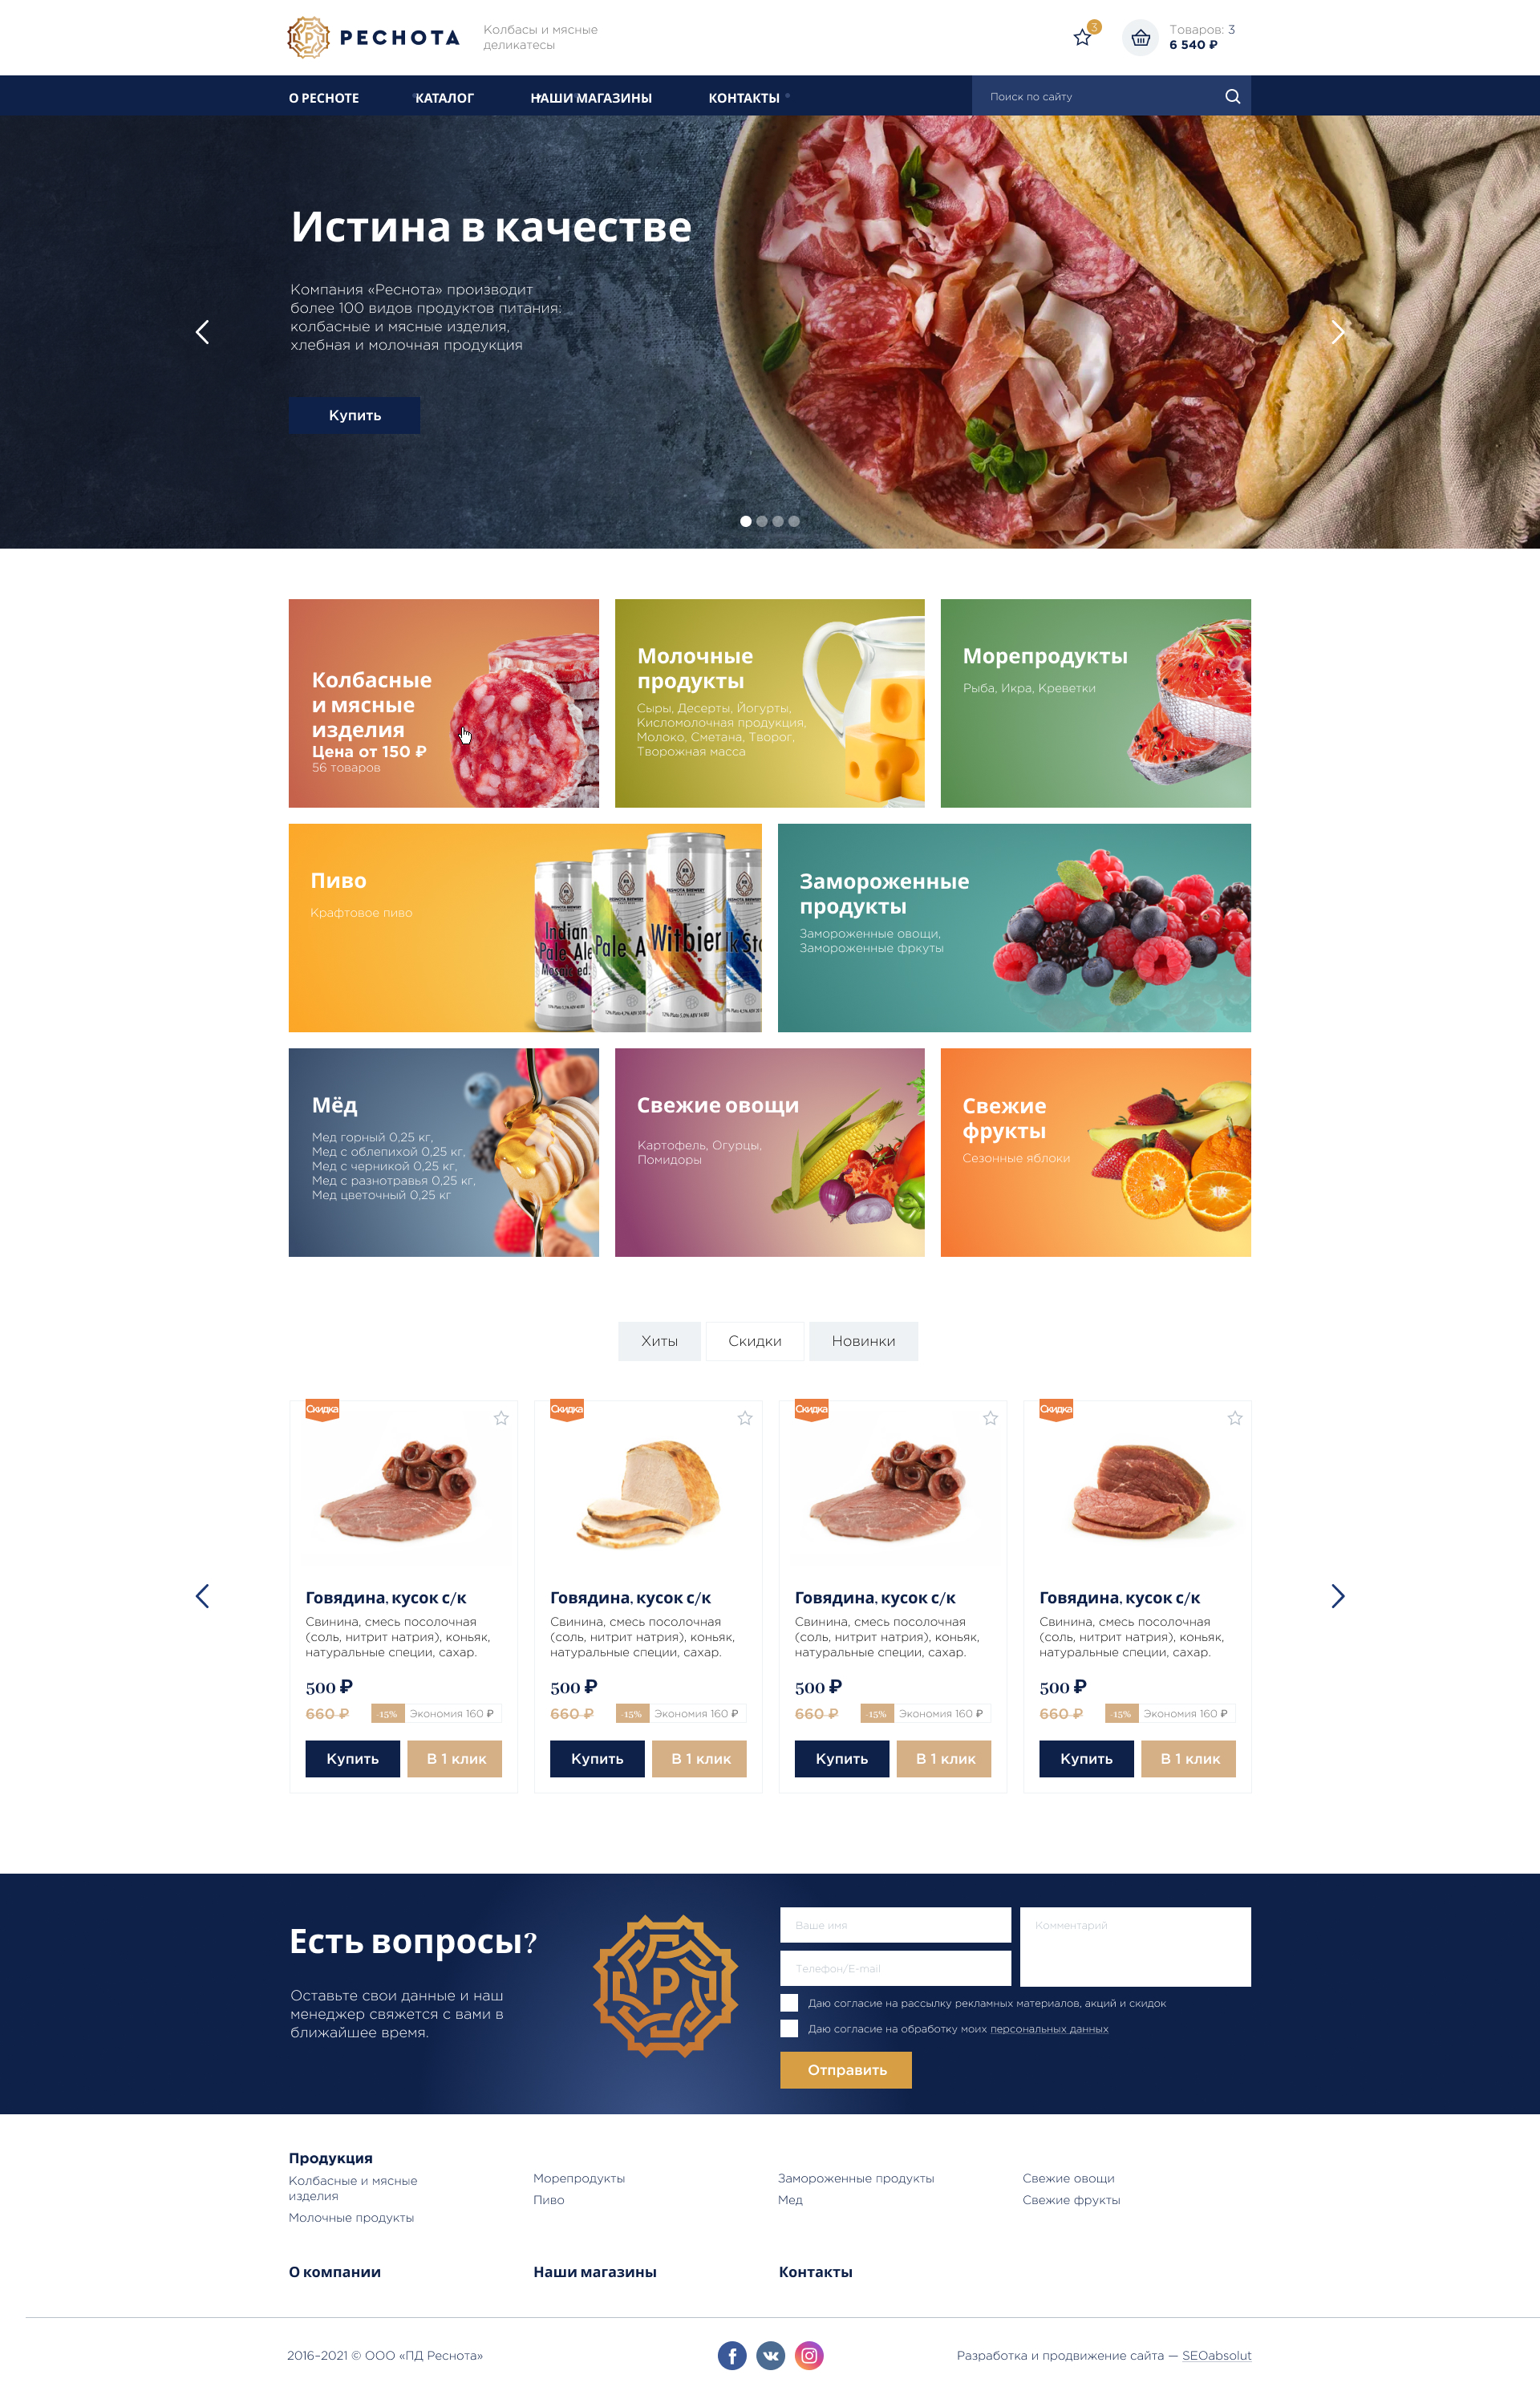 РЕСНОТА
Колбасы и мясные
деликатесы
3
Товаров: 3
6 540 ₽
О РЕСНОТЕ
КАТАЛОГ
НАШИ МАГАЗИНЫ
КОНТАКТЫ
Поиск по сайту
Истина в качестве
Компания «Реснота» производит
более 100 видов продуктов питания:
колбасные и мясные изделия,
хлебная и молочная продукция
Купить
Колбасные
и мясные
изделия
Цена от 150 ₽
56 товаров
Молочные
продукты
Сыры, Десерты, Йогурты,
Кисломолочная продукция,
Молоко, Сметана, Творог,
Творожная масса
Морепродукты
Рыба, Икра, Креветки
Пиво
Крафтовое пиво
Indian
Pale Ale
Pale A
Witbier
Замороженные
продукты
Замороженные овощи,
Замороженные фркуты
Мёд
Мед горный 0,25 кг,
Мед с облепихой 0,25 кг,
Мед с черникой 0,25 кг,
Мед с разнотравья 0,25 кг,
Мед цветочный 0,25 кг
Свежие овощи
Картофель, Огурцы,
Помидоры
Свежие
фрукты
Сезонные яблоки
Хиты
Скидки
Новинки
Скидка
Говядина, кусок с/к
Свинина, смесь посолочная
(соль, нитрит натрия), коньяк,
натуральные специи, сахар.
500 ₽
660 ₽
-15%
Экономия 160 ₽
Купить
В 1 клик
Скидка
Говядина, кусок с/к
Свинина, смесь посолочная
(соль, нитрит натрия), коньяк,
натуральные специи, сахар.
500 ₽
660 ₽
-15%
Экономия 160 ₽
Купить
В 1 клик
Скидка
Говядина, кусок с/к
Свинина, смесь посолочная
(соль, нитрит натрия), коньяк,
натуральные специи, сахар.
500 ₽
660 ₽
-15%
Экономия 160 ₽
Купить
В 1 клик
Скидка
Говядина, кусок с/к
Свинина, смесь посолочная
(соль, нитрит натрия), коньяк,
натуральные специи, сахар.
500 ₽
660 ₽
-15%
Экономия 160 ₽
Купить
В 1 клик
Есть вопросы?
Оставьте свои данные и наш
менеджер свяжется с вами в
ближайшее время.
Р
Ваше имя
Телефон/E-mail
Комментарий
Даю согласие на рассылку рекламных материалов, акций и скидок
Даю согласие на обработку моих персональных данных
Отправить
Продукция
Колбасные и мясные
изделия
Молочные продукты
Морепродукты
Пиво
Замороженные продукты
Мед
Свежие овощи
Свежие фрукты
О компании
Наши магазины
Контакты
2016–2021 © ООО «ПД Реснота»
Разработка и продвижение сайта — SEOabsolut